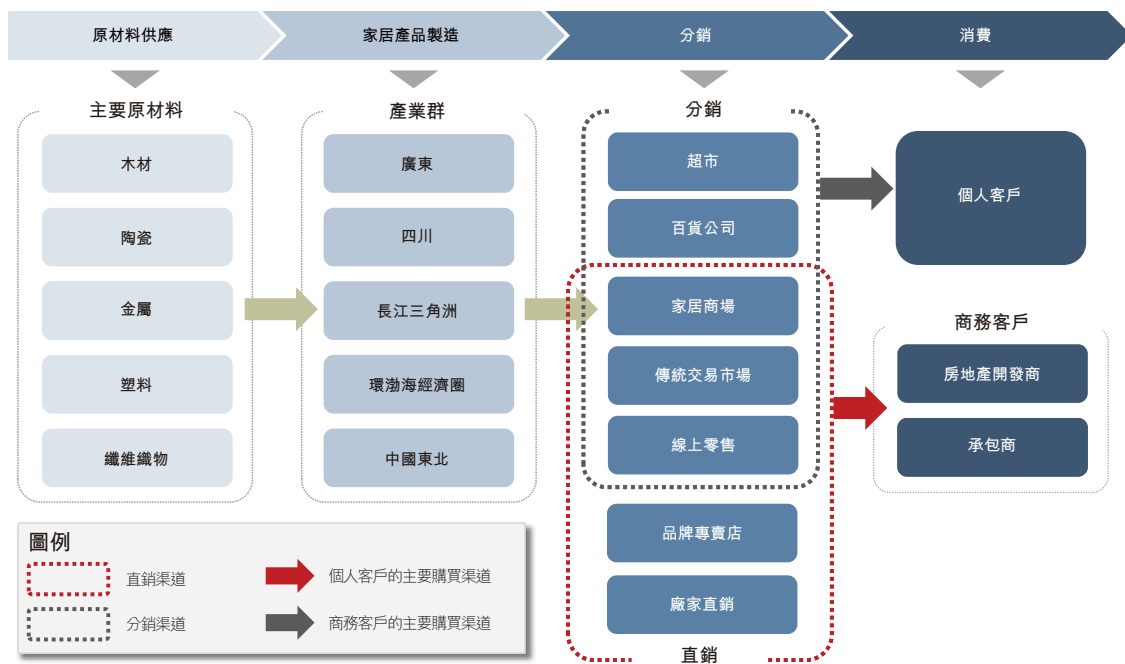 原材料供應
家居產品製造
分銷
消費
主要原材料
木材
陶瓷
金屬
塑料
纖維織物
產業群
廣東
四川
長江三角洲
環渤海經濟圈
中國東北
分銷
超市
百貨公司
家居商場
傳統交易市場
線上零售
品牌專賣店
廠家直銷
直銷
個人客戶
商務客戶
房地產開發商
承包商
圖例
直銷渠道
個人客戶的主要購買渠道
分銷渠道
商務客戶的主要購買渠道